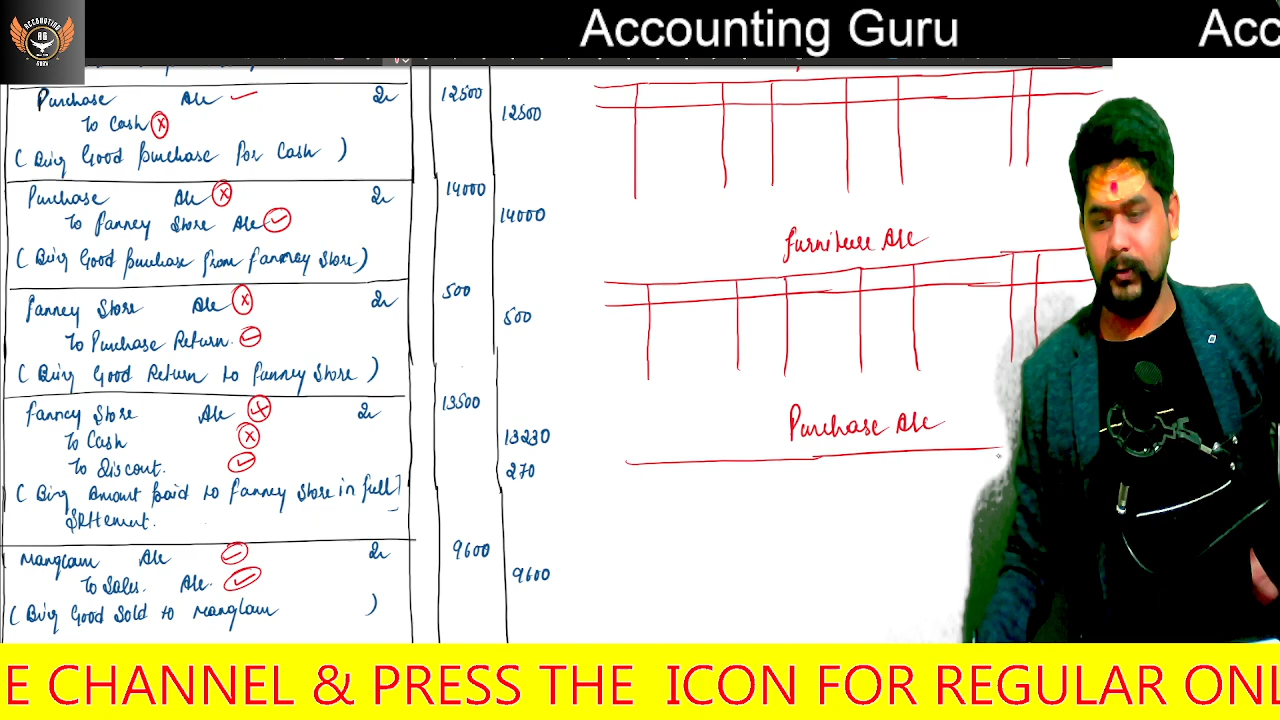 Accounting Guru
Acc
ACCOUNTING
AG
GURU
Purchase A/c Dr 12500
To Cash 12500
( Being Good purchase for Cash )
Purchase A/c Dr 14000
To fanney Store A/c 14000
( Being Good purchase from fanney Store )
fanney Store A/c Dr 500
To Purchase Return. 500
( Being Good Return to fanney Store )
fanney Store A/c Dr 13500
To Cash 13230
To discout. 270
( Being Amount paid to fanney Store in full
Manglam A/c Dr 9600
To Sales. A/c. 9600
( Being Good Sold to Manglam )
furniture A/c
Purchase A/c
E CHANNEL & PRESS THE ICON FOR REGULAR ONL